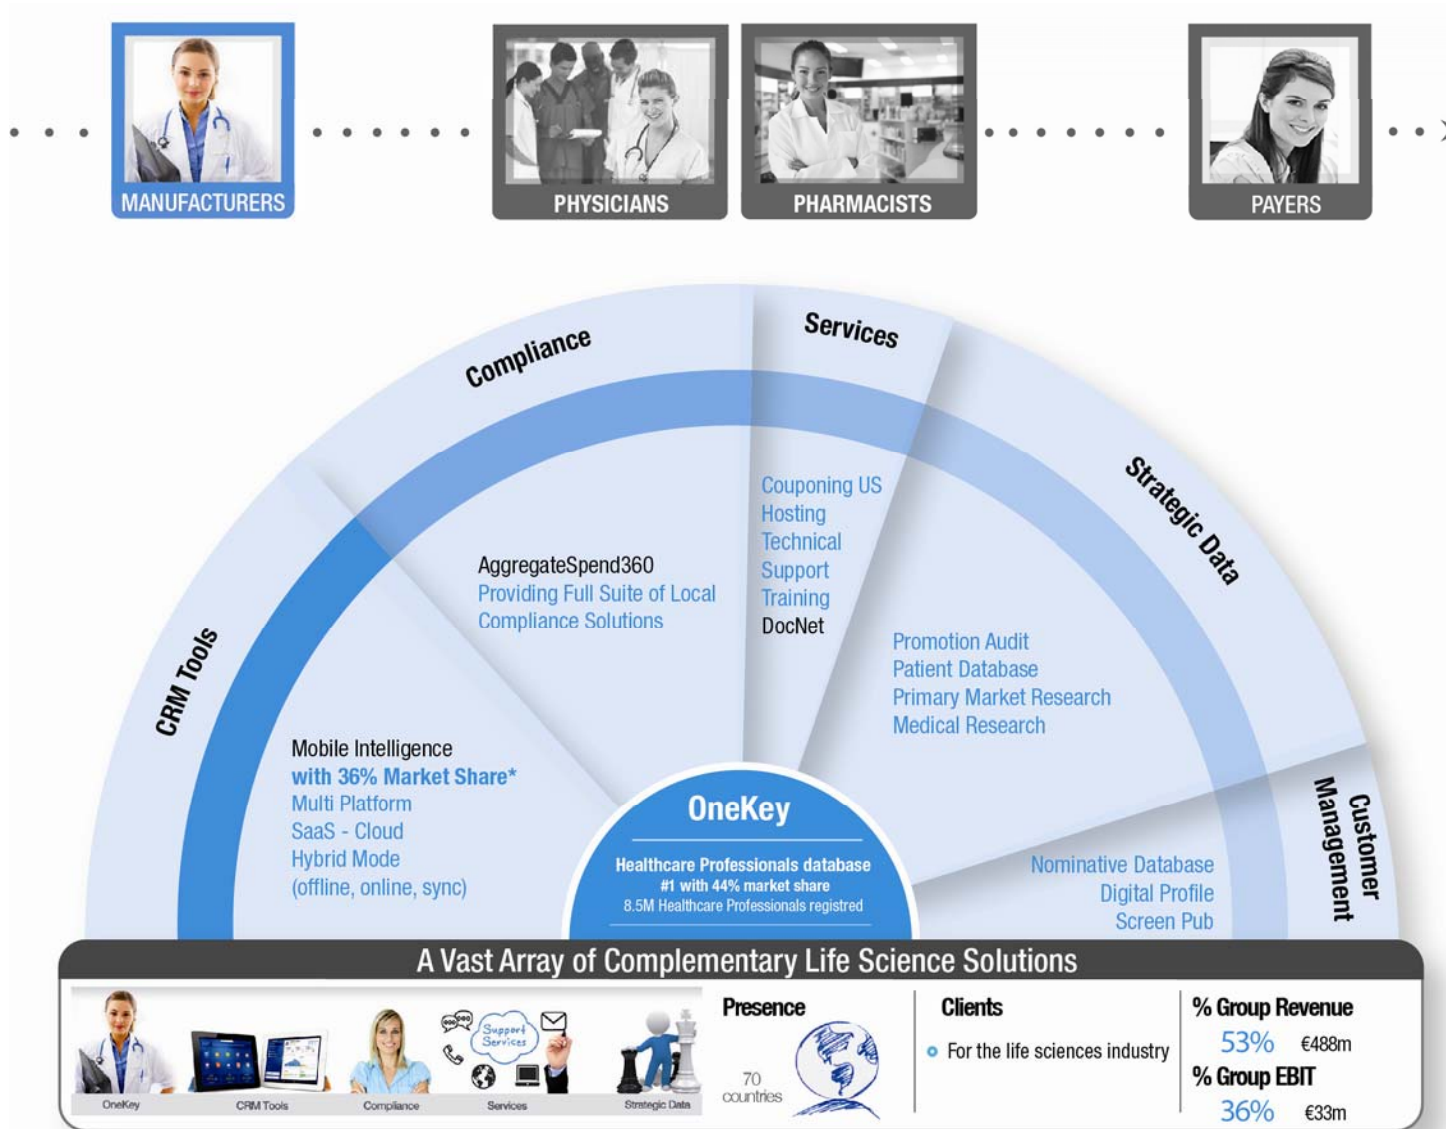 MANUFACTURERS
PHYSICIANS
PHARMACISTS
PAYERS
Compliance
Services
Strategic Data
CRM Tools
Customer
Management
Couponing US
Hosting
Technical
Support
Training
DocNet
AggregateSpend360
Providing Full Suite of Local
Compliance Solutions
Promotion Audit
Patient Database
Primary Market Research
Medical Research
Mobile Intelligence
with 36% Market Share*
Multi Platform
SaaS - Cloud
Hybrid Mode
(offline, online, sync)
OneKey
Healthcare Professionals database
#1 with 44% market share
8.5M Healthcare Professionals registred
Nominative Database
Digital Profile
Screen Pub
A Vast Array of Complementary Life Science Solutions
OneKey
CRM Tools
Compliance
Support
Services
Services
Strategic Data
Presence
70
countries
Clients
For the life sciences industry
% Group Revenue
53% €488m
% Group EBIT
36% €33m